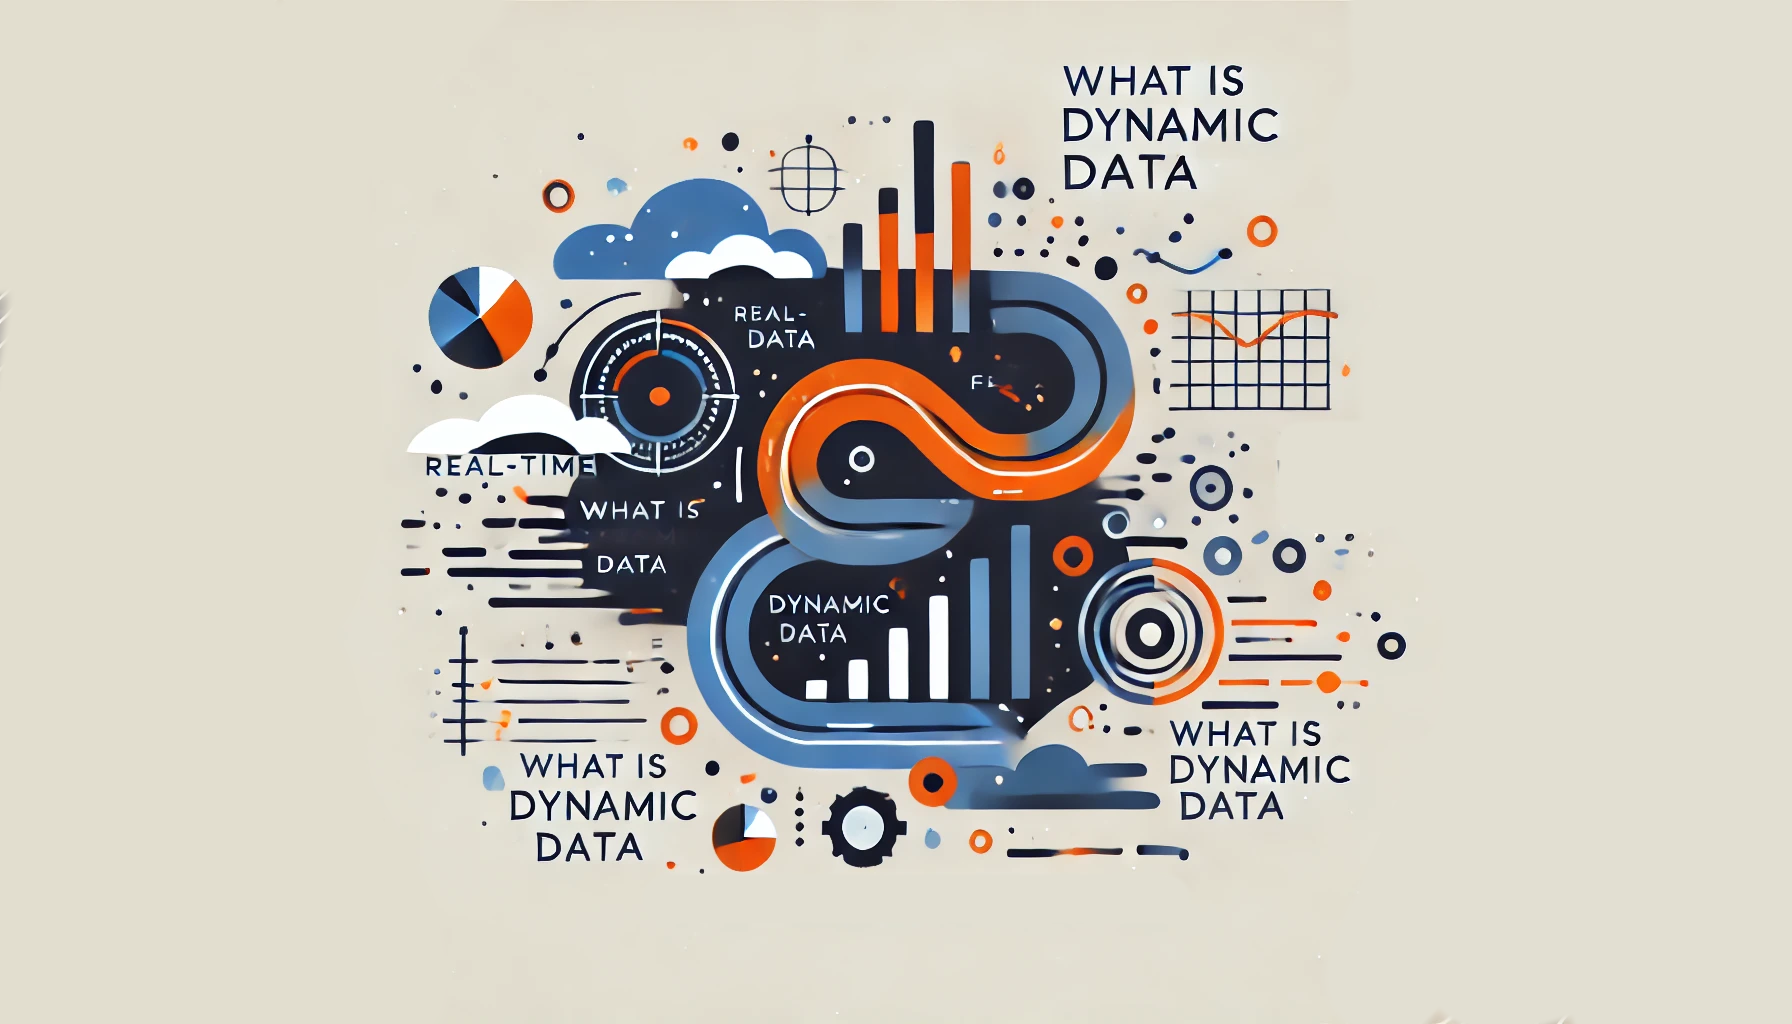 WHAT IS
DYNAMIC
DATA
REAL-
DATA
REAL-TIME
WHAT IS
DATA
DYNAMIC
DATA
WHAT IS
DYNAMIC
DATA
WHAT IS
DYNAMIC
DATA